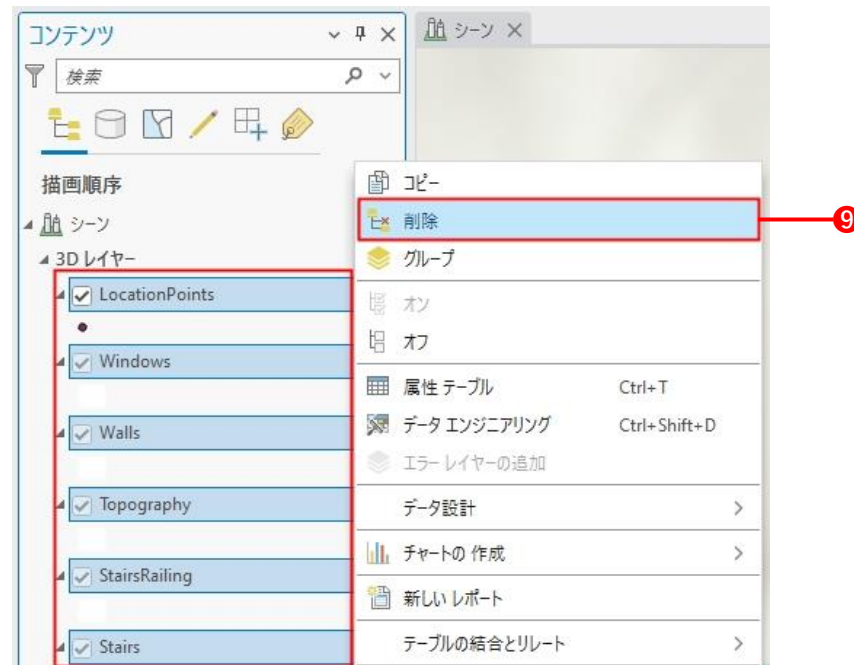 コンテンツ
シーン
検索
描画順序
シーン
3D レイヤー
LocationPoints
Windows
Walls
Topography
StairsRailing
Stairs
コピー
削除
9
グループ
オン
オフ
属性 テーブル Ctrl+T
データ エンジニアリング Ctrl+Shift+D
エラー レイヤーの追加
データ設計
チャートの 作成
新しい レポート
テーブルの結合とリレート